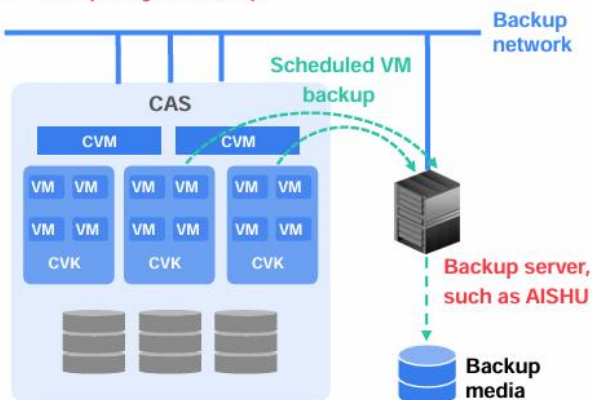 Backup
network
Scheduled VM
backup
CAS
CVM CVM
VM VM VM VM VM VM
VM VM VM VM VM VM
CVK CVK CVK
Backup server,
such as AISHU
Backup
media